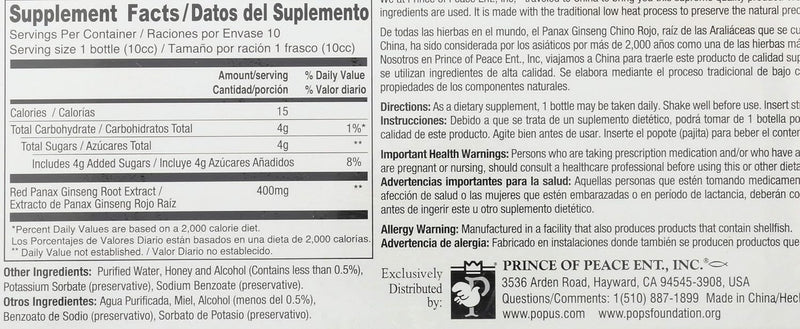 Supplement Facts/Datos del Suplemento
Servings Per Container / Raciones por Envase 10
Serving size 1 bottle (10cc) / Tamaño por ración 1 frasco (10cc)
Amount/serving % Daily Value
Cantidad/porción % Valor diario
Calories / Calorías 15
Total Carbohydrate / Carbohidratos Total 4g 1%*
Total Sugars / Azúcares Total 4g **
Includes 4g Added Sugars / Incluye 4g Azúcares Añadidos 8%
Red Panax Ginseng Root Extract / 400mg **
Extracto de Panax Ginseng Rojo Raíz
*Percent Daily Values are based on a 2,000 calorie diet.
Los Porcentajes de Valores Diario están basados en una dieta de 2,000 calorías.
** Daily Value not established. / Valor Diario no establecido.
Other Ingredients: Purified Water, Honey and Alcohol (Contains less than 0.5%),
Potassium Sorbate (preservative), Sodium Benzoate (preservative).
Otros Ingredientes: Agua Purificada, Miel, Alcohol (menos del 0.5%),
Benzoato de Sodio (preservativo), Sorbato de Potasio (preservativo).
ingredients are used. It is made with the traditional low heat process to preserve the natural
De todas las hierbas en el mundo, el Panax Ginseng Chino Rojo, raíz de las Araliáceas que se
China, ha sido considerada por los asiáticos por más de 2,000 años como una de las hierbas
Nosotros en Prince of Peace Ent., Inc, viajamos a China para traerle este producto de calidad
se utilizan ingredientes de alta calidad. Se elabora mediante el proceso tradicional de bajo
propiedades de los componentes naturales.
Directions: As a dietary supplement, 1 bottle may be taken daily. Shake well before use. Insert
Instrucciones: Debido a que se trata de un suplemento dietético, podrá tomar de 1 botella
calidad de este producto. Agite bien antes de usar. Inserte el popote (pajita) para beber el
Important Health Warnings: Persons who are taking prescription medication and/or who have
are pregnant or nursing, should consult a healthcare professional before using this or other
Advertencias importantes para la salud: Aquellas personas que estén tomando
afección de salud o las mujeres que estén embarazadas o en período de lactancia, deberán
antes de ingerir este u otro suplemento dietético.
Allergy Warning: Manufactured in a facility that also produces products that contain shellfish.
Advertencia de alergia: Fabricado en instalaciones donde también se producen productos que
Exclusively
Distributed
by:
PRINCE OF PEACE ENT., INC.®
3536 Arden Road, Hayward, CA 94545-3908, USA
Questions/Comments: 1(510) 887-1899 Made in China/
www.popus.com www.popsfoundation.org